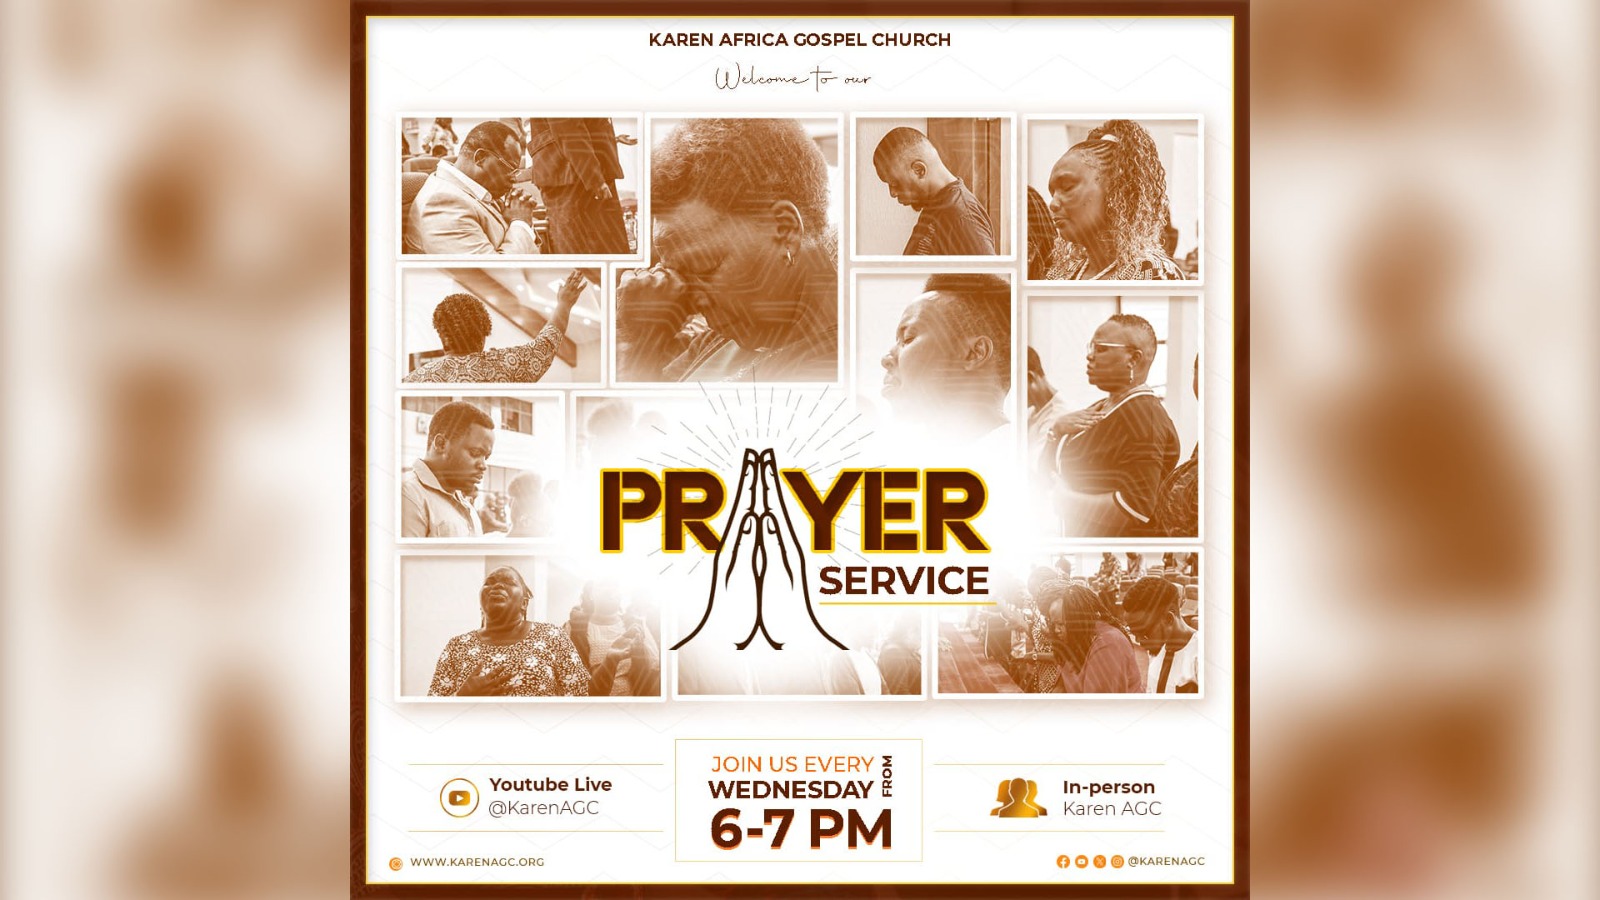 KAREN AFRICA GOSPEL CHURCH
Welcome to our
PRAYER
SERVICE
Youtube Live
@KarenAGC
JOIN US EVERY
WEDNESDAY FROM
6-7 PM
In-person
Karen AGC
WWW.KARENAGC.ORG
@KARENAGC